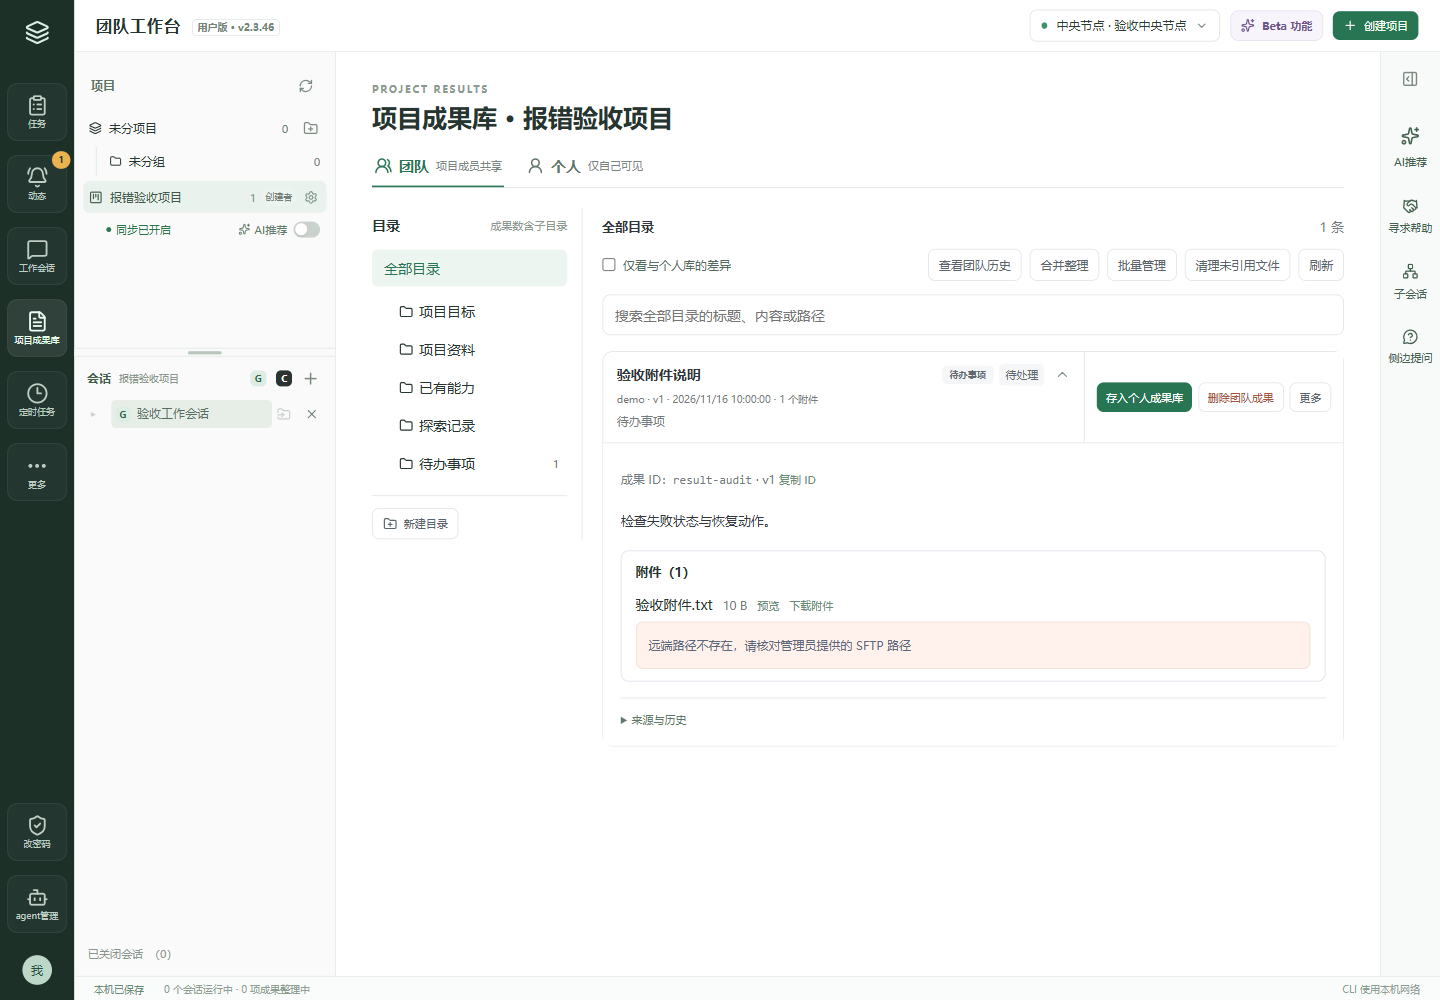 团队工作台
用户版 • v2.3.46
中央节点 · 验收中央节点
Beta 功能
创建项目
任务
1
动态
工作会话
项目成果库
定时任务
更多
改密码
agent管理
我
项目
未分项目 0
未分组 0
报错验收项目 1 创建者
同步已开启 AI推荐
会话 报错验收项目 G C
G 验收工作会话
已关闭会话 (0)
PROJECT RESULTS
项目成果库 • 报错验收项目
团队 项目成员共享
个人 仅自己可见
目录 成果数含子目录
全部目录
项目目标
项目资料
已有能力
探索记录
待办事项 1
新建目录
全部目录 1 条
仅看与个人库的差异
查看团队历史
合并整理
批量管理
清理未引用文件
刷新
搜索全部目录的标题、内容或路径
验收附件说明 待办事项 待处理
demo · v1 · 2026/11/16 10:00:00 · 1 个附件
待办事项
存入个人成果库
删除团队成果
更多
成果 ID: result-audit · v1 复制 ID
检查失败状态与恢复动作。
附件（1）
验收附件.txt 10 B 预览 下载附件
远端路径不存在，请核对管理员提供的 SFTP 路径
来源与历史
AI推荐
寻求帮助
子会话
侧边提问
本机已保存 0 个会话运行中 · 0 项成果整理中
CLI 使用本机网络